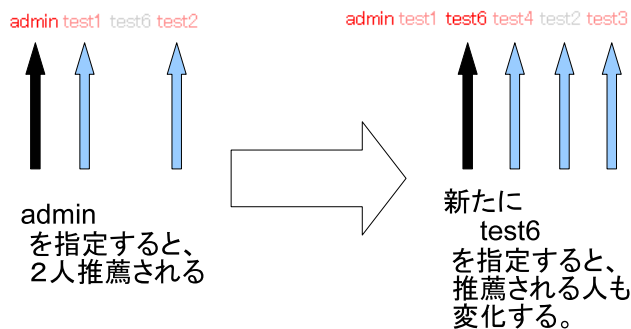 admin test1 test6 test2
admin test1 test6 test4 test2 test3
admin
を指定すると、
２人推薦される
新たに
test6
を指定すると、
推薦される人も
変化する。